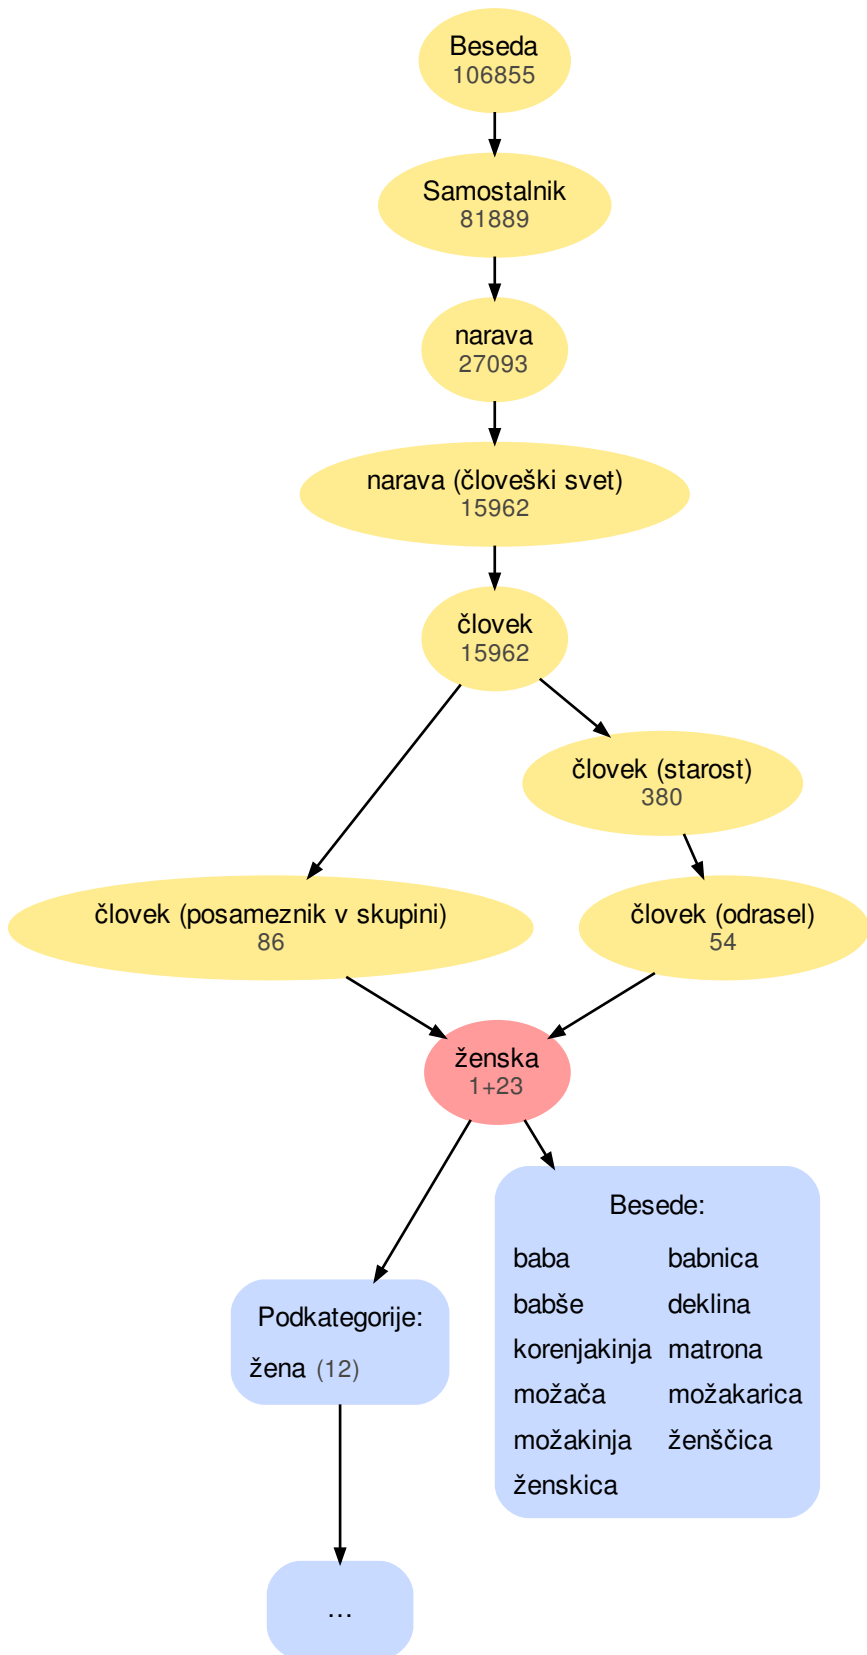 Beseda
106855
Samostalnik
81889
narava
27093
narava (človeški svet)
15962
človek
15962
človek (starost)
380
človek (posameznik v skupini)
86
človek (odrasel)
54
ženska
1+23
Podkategorije:
žena (12)
...
Besede:
baba babnica
babše deklina
korenjakinja matrona
možača možakarica
možakinja ženščica
ženskica